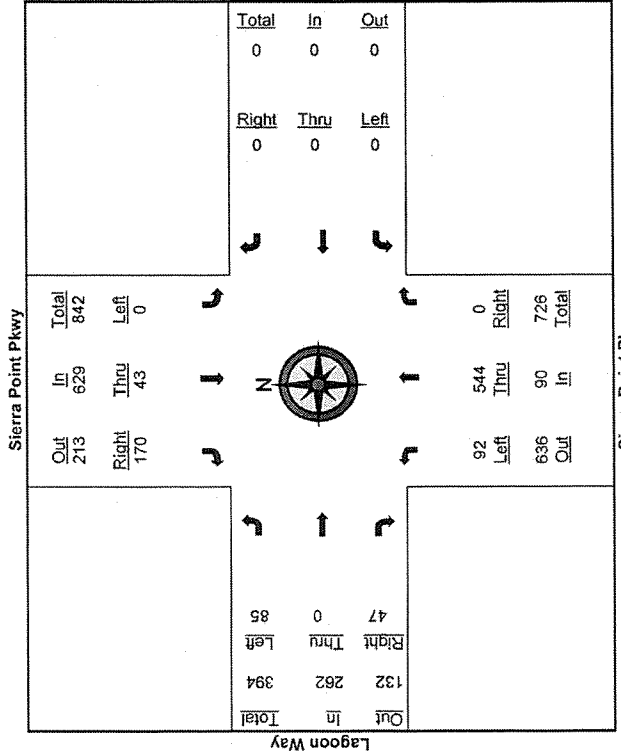 Sierra Point Pkwy
Out In Total
213 629 842
Right Thru Left
170 43 0
Total In Out
0 0 0
Right Thru Left
0 0 0
N
Lagoon Way
Left Thru Right
85 0 47
Total In Out
394 262 132
92 544 0
Left Thru Right
636 90 726
Out In Total